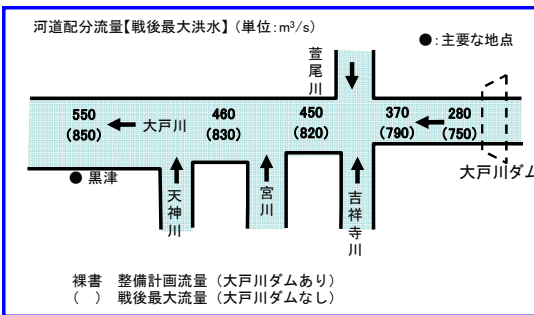 河道配分流量【戦後最大洪水】(単位:m³/s)
●:主要な地点
萱尾川
550 460 450 370 280
(850) 大戸川 (830) (820) (790) (750)
大戸川ダム
● 黒津
天神川
宮川
吉祥寺川
裸書 整備計画流量(大戸川ダムあり)
( ) 戦後最大流量(大戸川ダムなし)